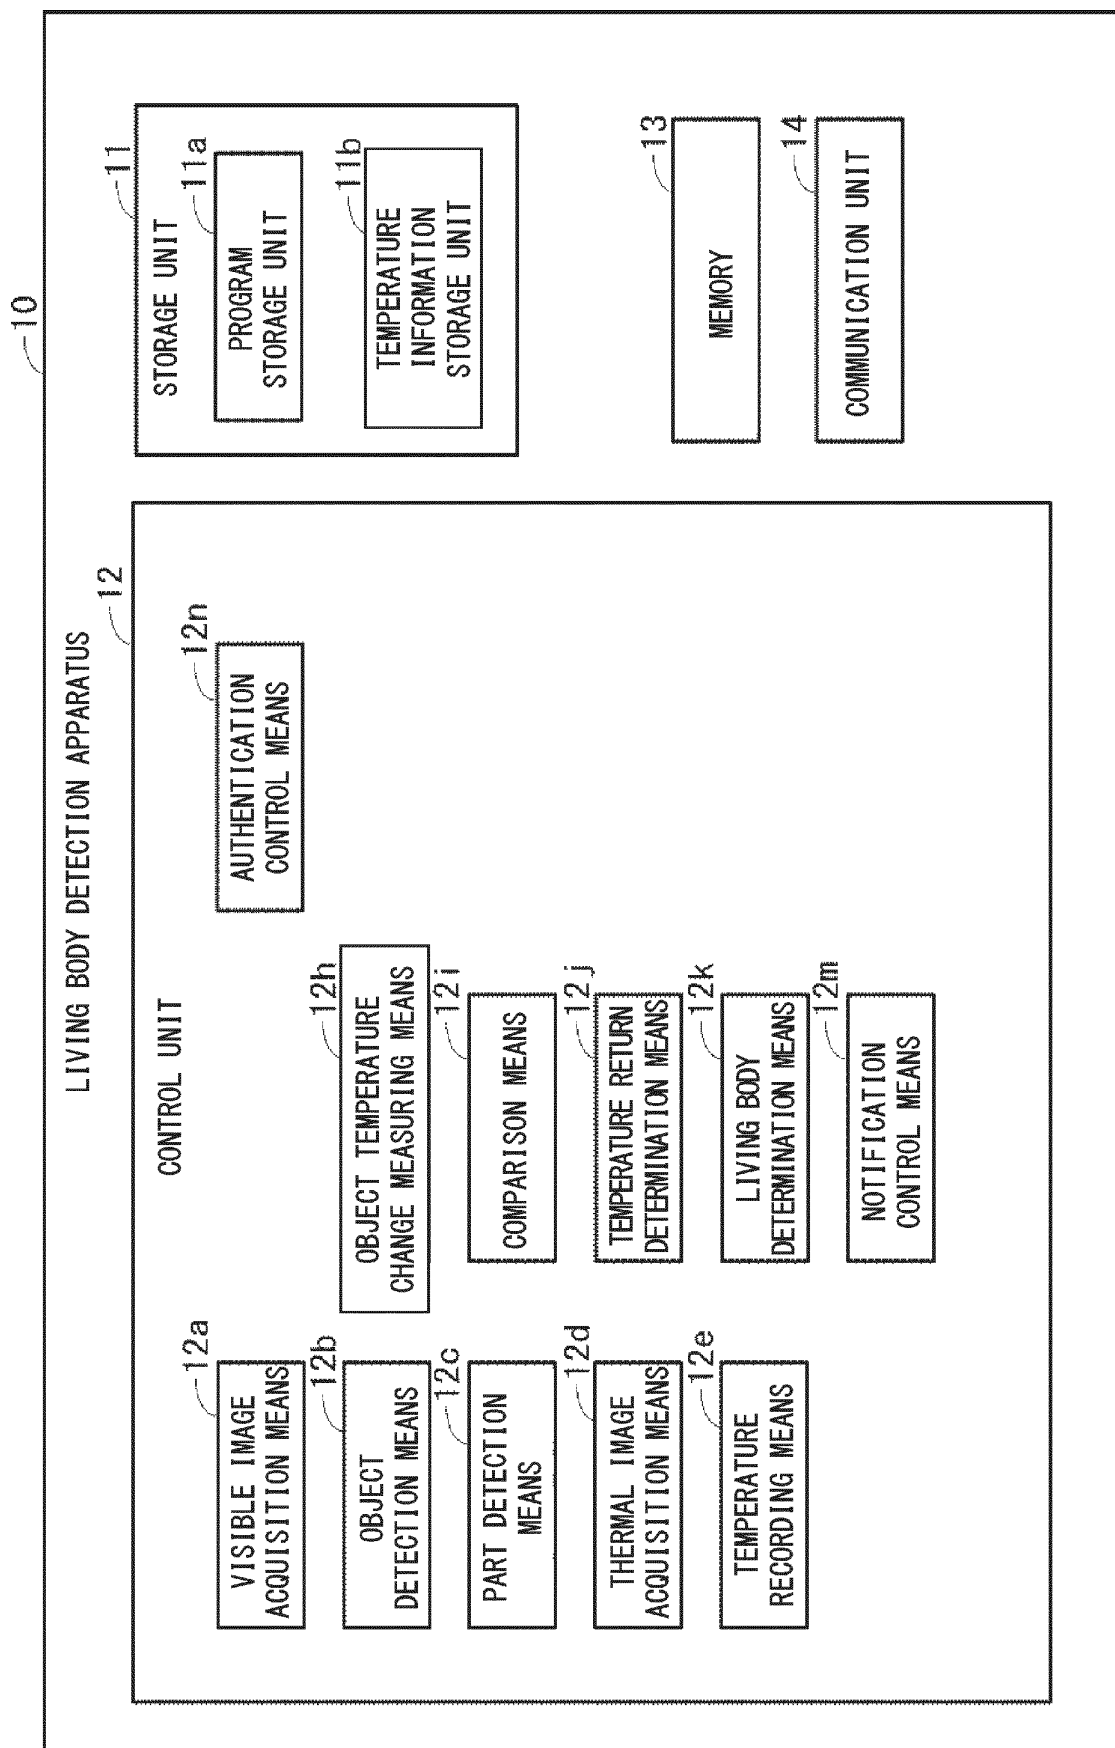 10
LIVING BODY DETECTION APPARATUS
12
CONTROL UNIT
12a
VISIBLE IMAGE
ACQUISITION MEANS
12b
OBJECT
DETECTION MEANS
12c
PART DETECTION
MEANS
12d
THERMAL IMAGE
ACQUISITION MEANS
12e
TEMPERATURE
RECORDING MEANS
12h
OBJECT TEMPERATURE
CHANGE MEASURING MEANS
12i
COMPARISON MEANS
12j
TEMPERATURE RETURN
DETERMINATION MEANS
12k
LIVING BODY
DETERMINATION MEANS
12m
NOTIFICATION
CONTROL MEANS
12n
AUTHENTICATION
CONTROL MEANS
11
STORAGE UNIT
11a
PROGRAM
STORAGE UNIT
11b
TEMPERATURE
INFORMATION
STORAGE UNIT
13
MEMORY
14
COMMUNICATION UNIT